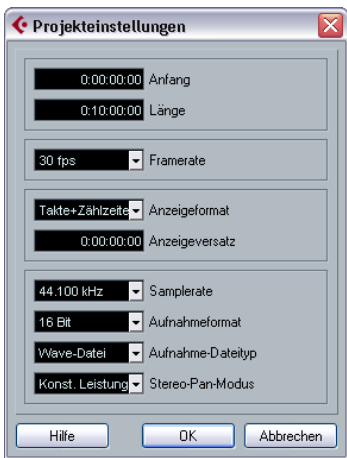 Projekteinstellungen
0:00:00:00 Anfang
0:10:00:00 Länge
30 fps Framerate
Takte+Zählzeite Anzeigeformat
0:00:00:00 Anzeigeversatz
44.100 kHz Samplerate
16 Bit Aufnahmeformat
Wave-Datei Aufnahme-Dateityp
Konst. Leistung Stereo-Pan-Modus
Hilfe OK Abbrechen